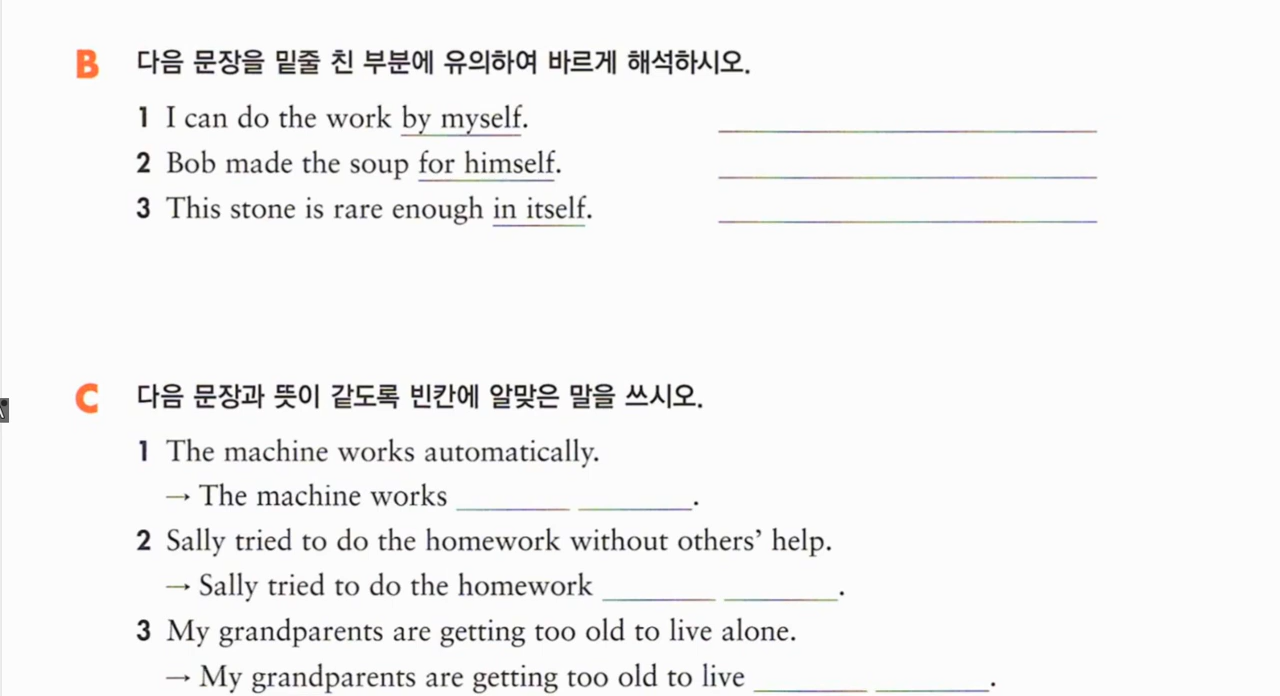 B 다음 문장을 밑줄 친 부분에 유의하여 바르게 해석하시오.
1 I can do the work by myself.
2 Bob made the soup for himself.
3 This stone is rare enough in itself.
C 다음 문장과 뜻이 같도록 빈칸에 알맞은 말을 쓰시오.
1 The machine works automatically.
→ The machine works ________ ________.
2 Sally tried to do the homework without others’ help.
→ Sally tried to do the homework ________ ________.
3 My grandparents are getting too old to live alone.
→ My grandparents are getting too old to live ________ ________.